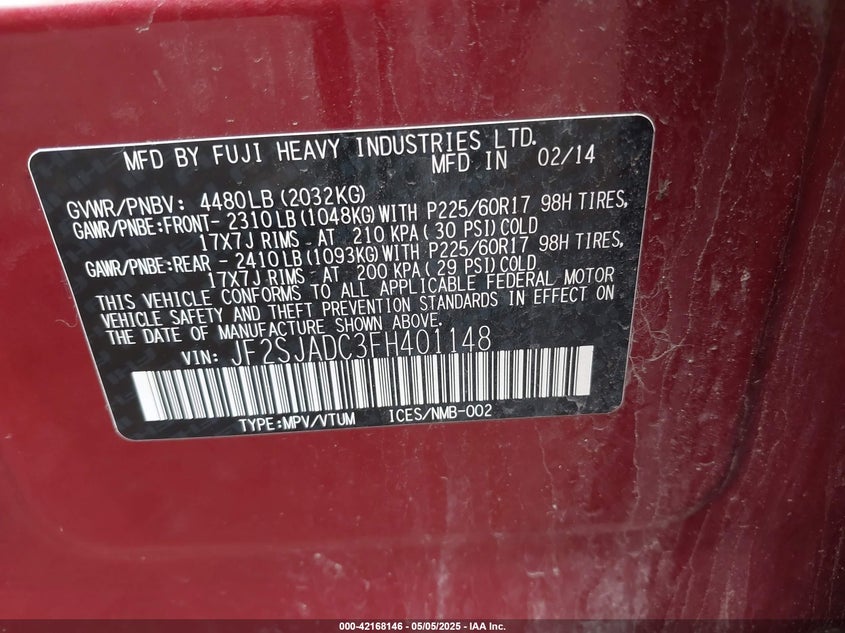 MFD BY FUJI HEAVY INDUSTRIES LTD.
MFD IN 02/14
GVWR/PNBV: 4480LB (2032KG)
GAWR/PNBE:FRONT- 2310 LB (1048KG) WITH P225/60R17 98H TIRES,
17X7J RIMS AT 210 KPA ( 30 PSI) COLD
GAWR/PNBE:REAR - 2410 LB (1093KG) WITH P225/60R17 98H TIRES,
17X7J RIMS AT 200 KPA ( 29 PSI) COLD
THIS VEHICLE CONFORMS TO ALL APPLICABLE FEDERAL MOTOR
VEHICLE SAFETY AND THEFT PREVENTION STANDARDS IN EFFECT ON
THE DATE OF MANUFACTURE SHOWN ABOVE.
VIN: JF2SJADC3FH401148
TYPE:MPV/VTUM ICES/NMB-002
000-42168146 - 05/05/2025 - IAA Inc.